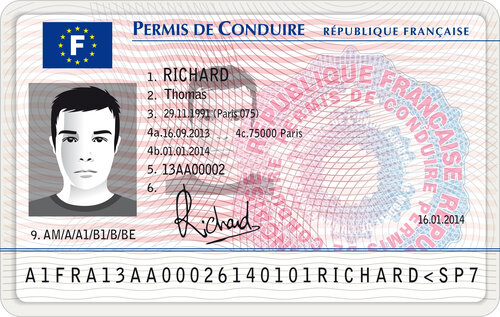 F
PERMIS DE CONDUIRE RÉPUBLIQUE FRANÇAISE
1. RICHARD
2. Thomas
3. 29.11.1991 (Paris 075)
4a.16.09.2013 4c.75000 Paris
4b.01.01.2014
5. 13AA00002
6.
Richard
RÉPUBLIQUE FRANÇAISE
PERMIS DE CONDUIRE
16.01.2014
9. AM/A/A1/B1/B/BE
A1FRA13AA00026140101RICHARD<SP7